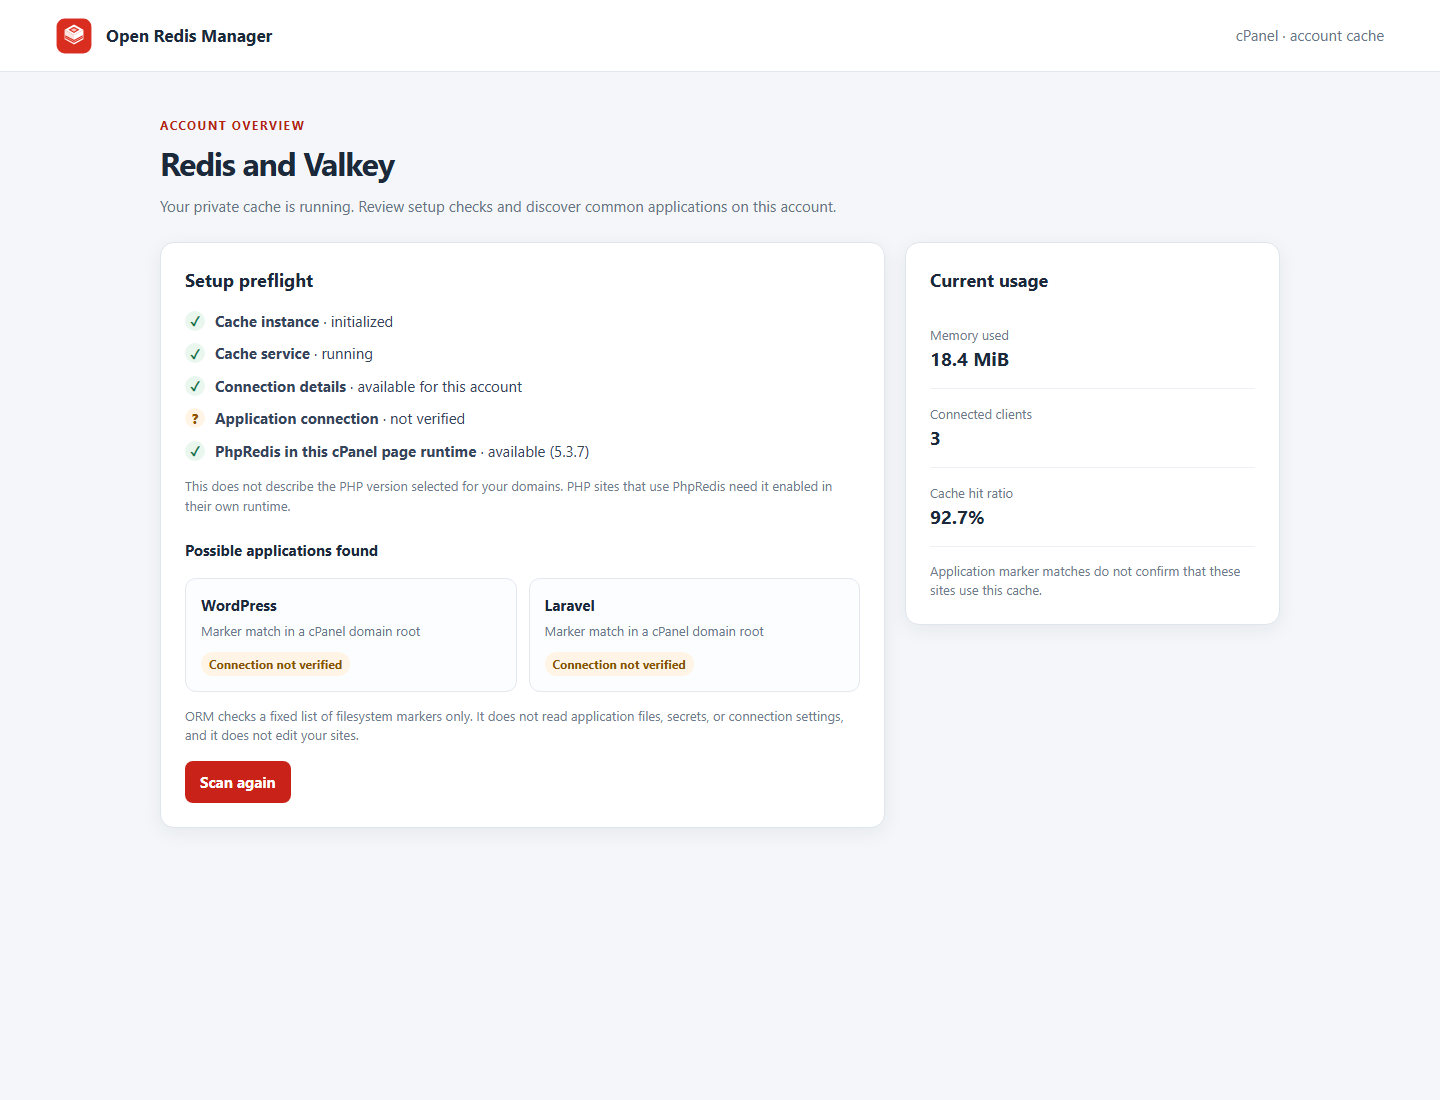 Open Redis Manager
cPanel · account cache
ACCOUNT OVERVIEW
Redis and Valkey
Your private cache is running. Review setup checks and discover common applications on this account.
Setup preflight
✓ Cache instance · initialized
✓ Cache service · running
✓ Connection details · available for this account
? Application connection · not verified
✓ PhpRedis in this cPanel page runtime · available (5.3.7)
This does not describe the PHP version selected for your domains. PHP sites that use PhpRedis need it enabled in
their own runtime.
Possible applications found
WordPress
Marker match in a cPanel domain root
Connection not verified
Laravel
Marker match in a cPanel domain root
Connection not verified
ORM checks a fixed list of filesystem markers only. It does not read application files, secrets, or connection settings,
and it does not edit your sites.
Scan again
Current usage
Memory used
18.4 MiB
Connected clients
3
Cache hit ratio
92.7%
Application marker matches do not confirm that these
sites use this cache.